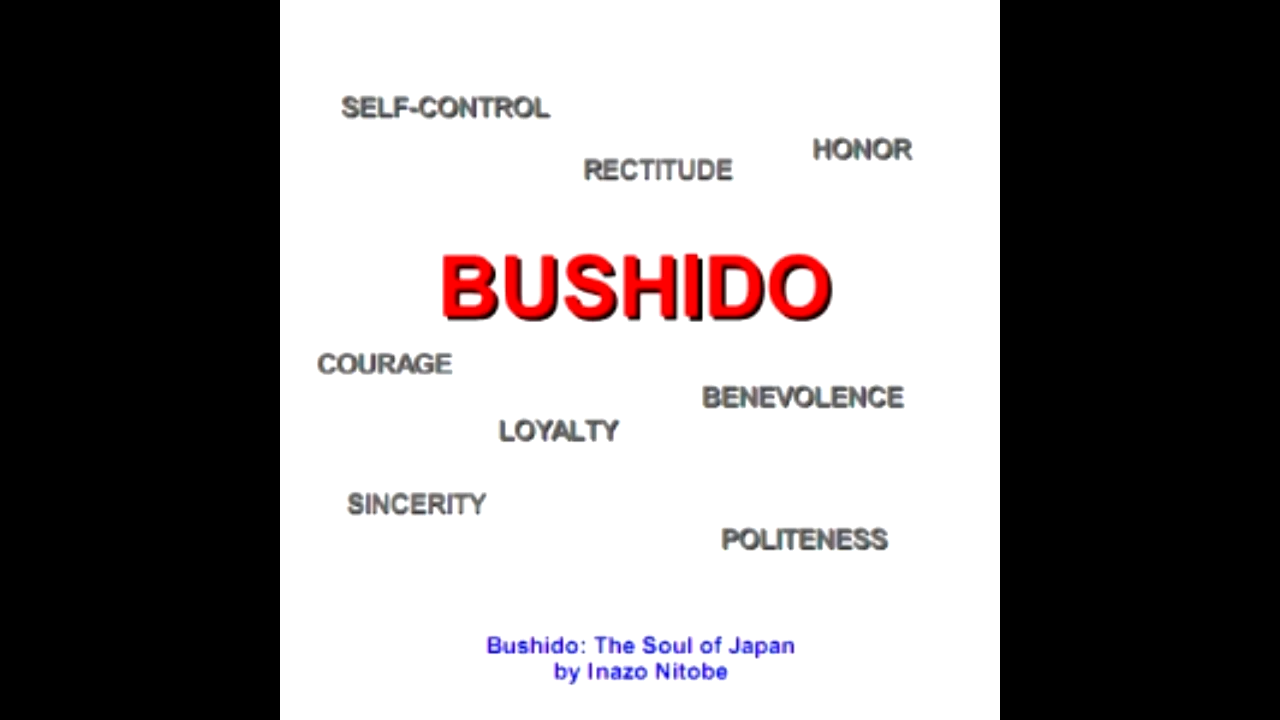 SELF-CONTROL
HONOR
RECTITUDE
BUSHIDO
COURAGE
BENEVOLENCE
LOYALTY
SINCERITY
POLITENESS
Bushido: The Soul of Japan
by Inazo Nitobe